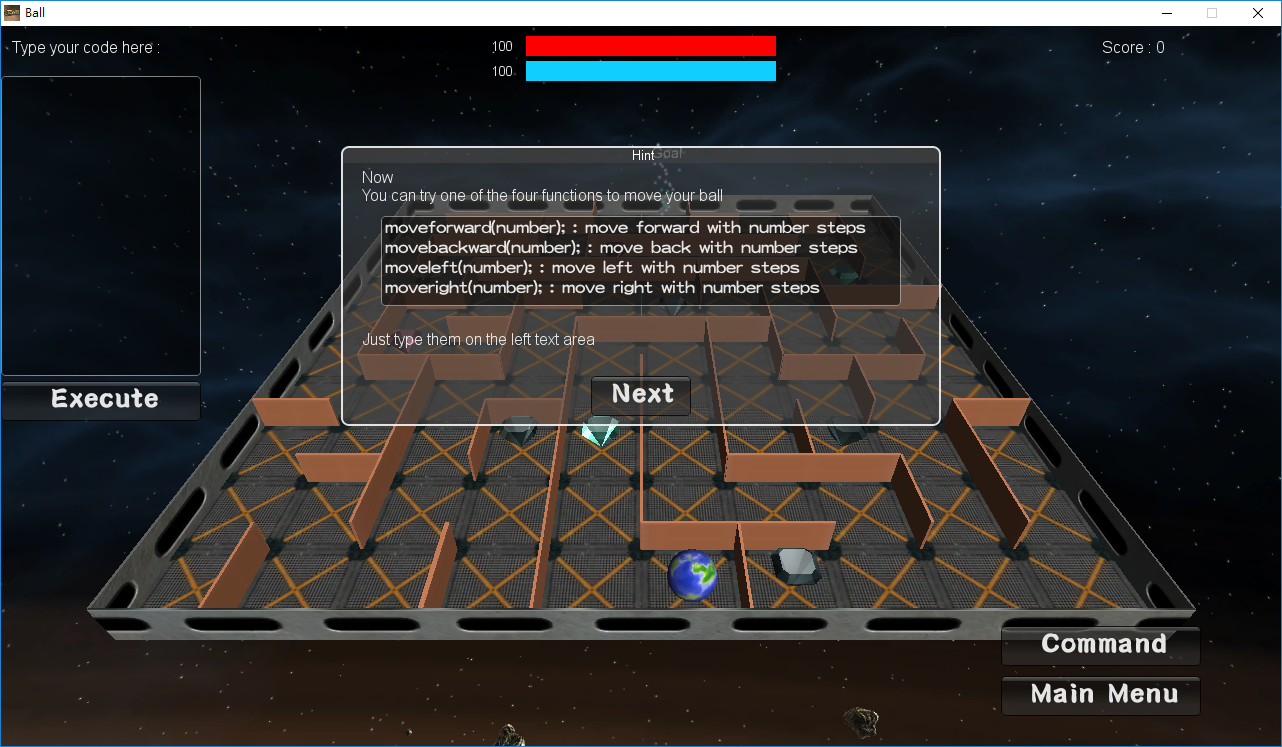 Ball
Type your code here :
100
100
Score : 0
Goal
Hint
Now
You can try one of the four functions to move your ball
moveforward(number); : move forward with number steps
movebackward(number); : move back with number steps
moveleft(number); : move left with number steps
moveright(number); : move right with number steps
Just type them on the left text area
Next
Execute
Command
Main Menu